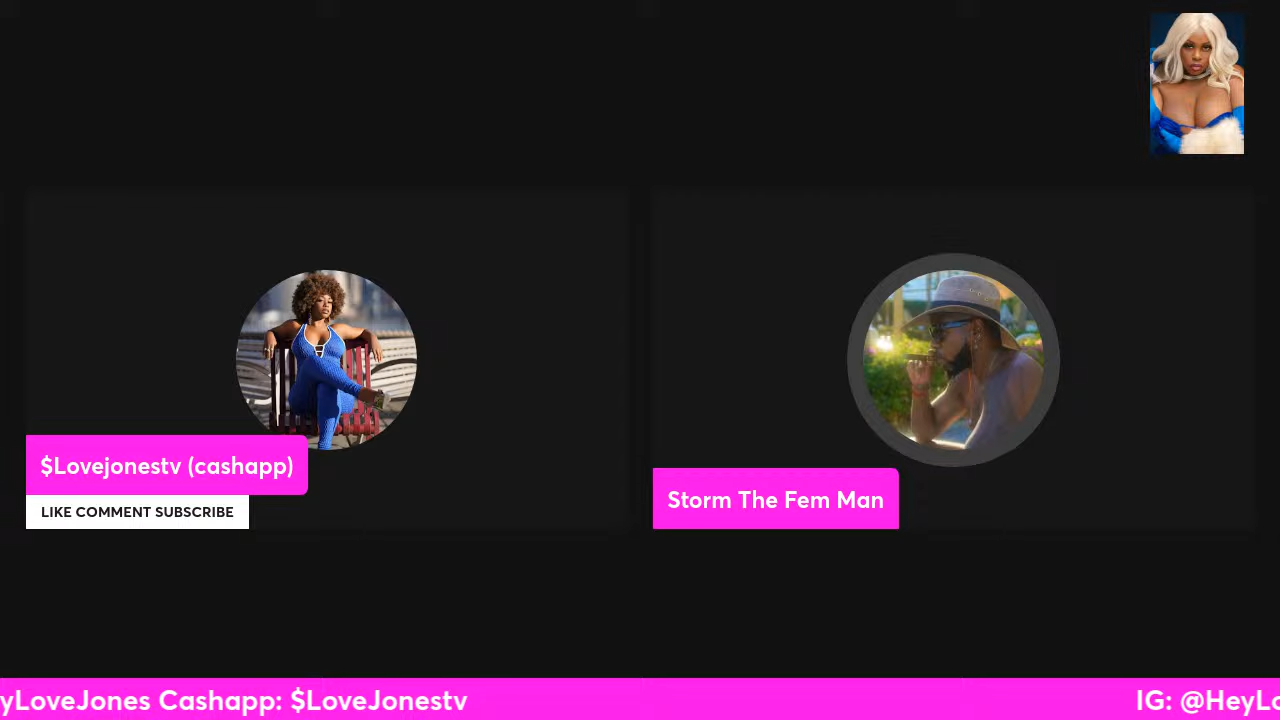 $Lovejonestv (cashapp)
LIKE COMMENT SUBSCRIBE
Storm The Fem Man
yLoveJones Cashapp: $LoveJonestv
IG: @HeyLo